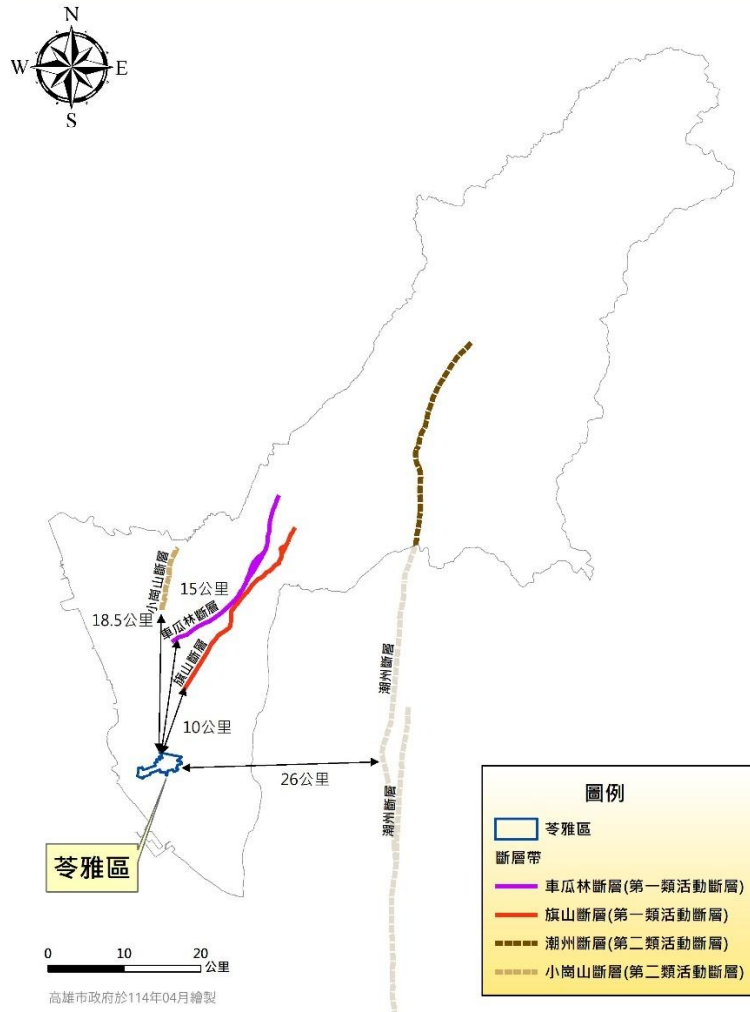 N
W
E
S
小崗山斷層
15公里
18.5公里
車瓜林斷層
旗山斷層
潮州斷層
10公里
26公里
潮州斷層
苓雅區
圖例
苓雅區
斷層帶
車瓜林斷層(第一類活動斷層)
旗山斷層(第一類活動斷層)
潮州斷層(第二類活動斷層)
小崗山斷層(第二類活動斷層)
0 10 20
公里
高雄市政府於114年04月繪製